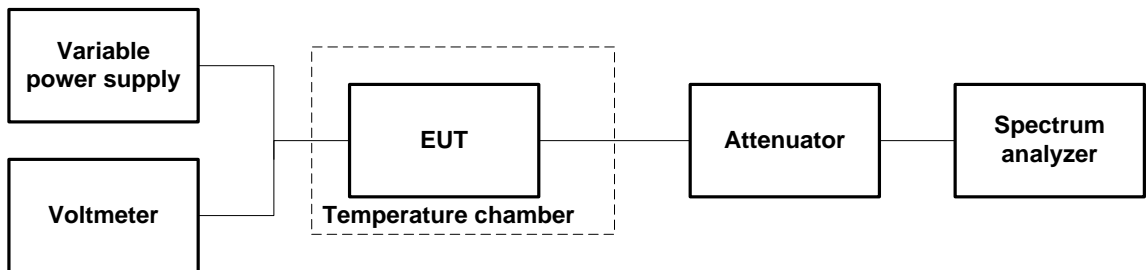 Variable
power supply
Voltmeter
EUT
Temperature chamber
Attenuator
Spectrum
analyzer